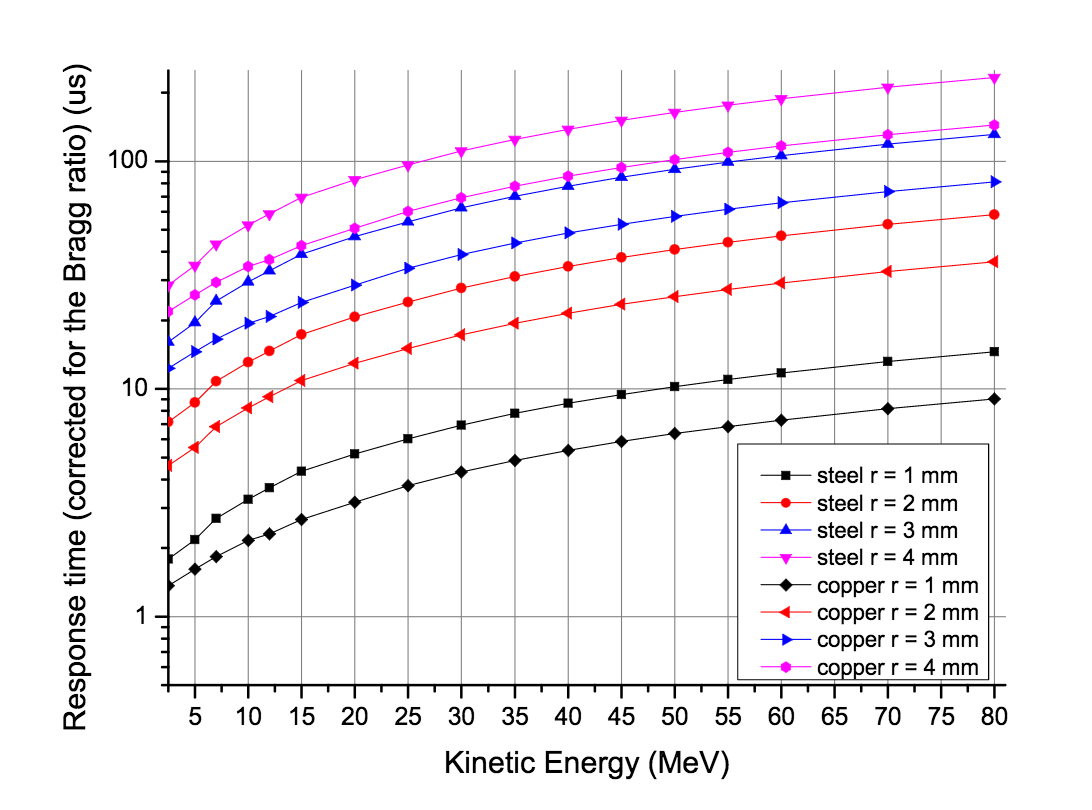 Response time (corrected for the Bragg ratio) (us)
100
10
1
steel r = 1 mm
steel r = 2 mm
steel r = 3 mm
steel r = 4 mm
copper r = 1 mm
copper r = 2 mm
copper r = 3 mm
copper r = 4 mm
5 10 15 20 25 30 35 40 45 50 55 60 65 70 75 80
Kinetic Energy (MeV)